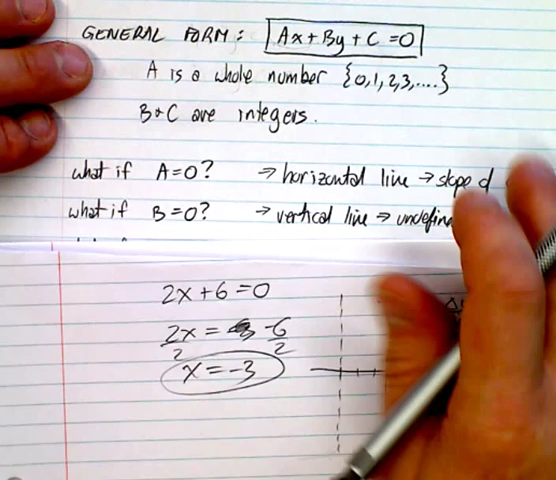 GENERAL FORM: Ax + By + C = 0
A is a whole number {0,1,2,3,....}
B & C are integers.
what if A=0? → horizontal line → slope
what if B=0? → vertical line → undefin
2x + 6 = 0
2x = -6
2 2
x = -3